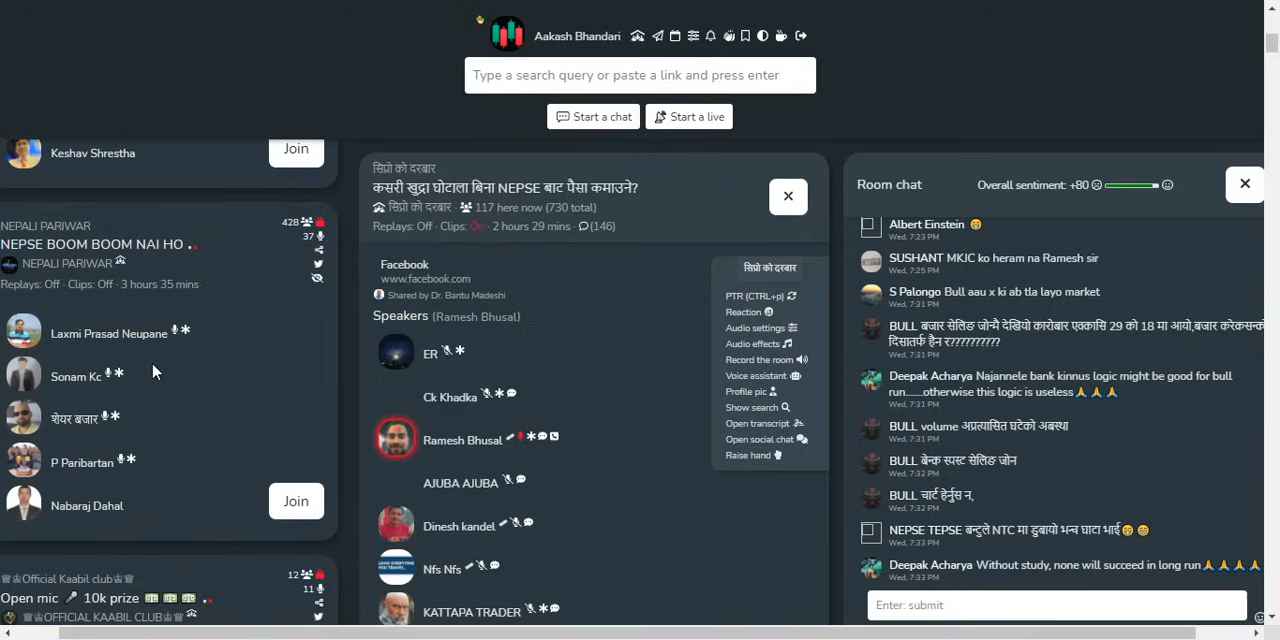 Aakash Bhandari
Type a search query or paste a link and press enter
Start a chat
Start a live
Keshav Shrestha
Join
NEPALI PARIWAR
428
NEPSE BOOM BOOM NAI HO
37
NEPALI PARIWAR
Replays: Off · Clips: Off · 3 hours 35 mins
Laxmi Prasad Neupane
Sonam Kc
शेयर बजार
P Paribartan
Nabaraj Dahal
Join
♕♔Official Kaabil club♔♕
12
11
Open mic 🎤 10k prize 💵 💵 💵
♕♔OFFICIAL KAABIL CLUB♔♕
सिप्रो को दरबार
कसरी खुद्रा घोटाला बिना NEPSE बाट पैसा कमाउने?
सिप्रो को दरबार · 117 here now (730 total)
Replays: Off · Clips: · 2 hours 29 mins · (146)
Facebook
www.facebook.com
Shared by Dr. Bantu Madeshi
Speakers (Ramesh Bhusal)
ER
Ck Khadka
Ramesh Bhusal
AJUBA AJUBA
Dinesh kandel
Nfs Nfs
KATTAPA TRADER
सिप्रो को दरबार
PTR (CTRL+p)
Reaction
Audio settings
Audio effects
Record the room
Voice assistant
Profile pic
Show search
Open transcript
Open social chat
Raise hand
Room chat
Overall sentiment: +80
Albert Einstein 😁
Wed, 7:23 PM
SUSHANT MKJC ko heram na Ramesh sir
Wed, 7:25 PM
S Palongo Bull aau x ki ab tla layo market
Wed, 7:31 PM
BULL बजार सेलिङ जोन्मै देखियो कारोबार एक्कासि 29 को 18 मा आयो,बजार करेकसनको
दिसातर्फ हैन र??????????
Wed, 7:31 PM
Deepak Acharya Najannele bank kinnus logic might be good for bull
run.......otherwise this logic is useless🙏🙏🙏
Wed, 7:31 PM
BULL volume अप्रत्यासित घटेको अबस्था
Wed, 7:31 PM
BULL बेन्क स्पस्ट सेलिङ जोन
Wed, 7:32 PM
BULL चार्ट हेर्नुस न,
Wed, 7:32 PM
NEPSE TEPSE बन्टुले NTC मा डुबायो भन्च घाटा भाई😁😁
Wed, 7:33 PM
Deepak Acharya Without study, none will succeed in long run🙏🙏🙏🙏
Wed, 7:33 PM
Enter: submit